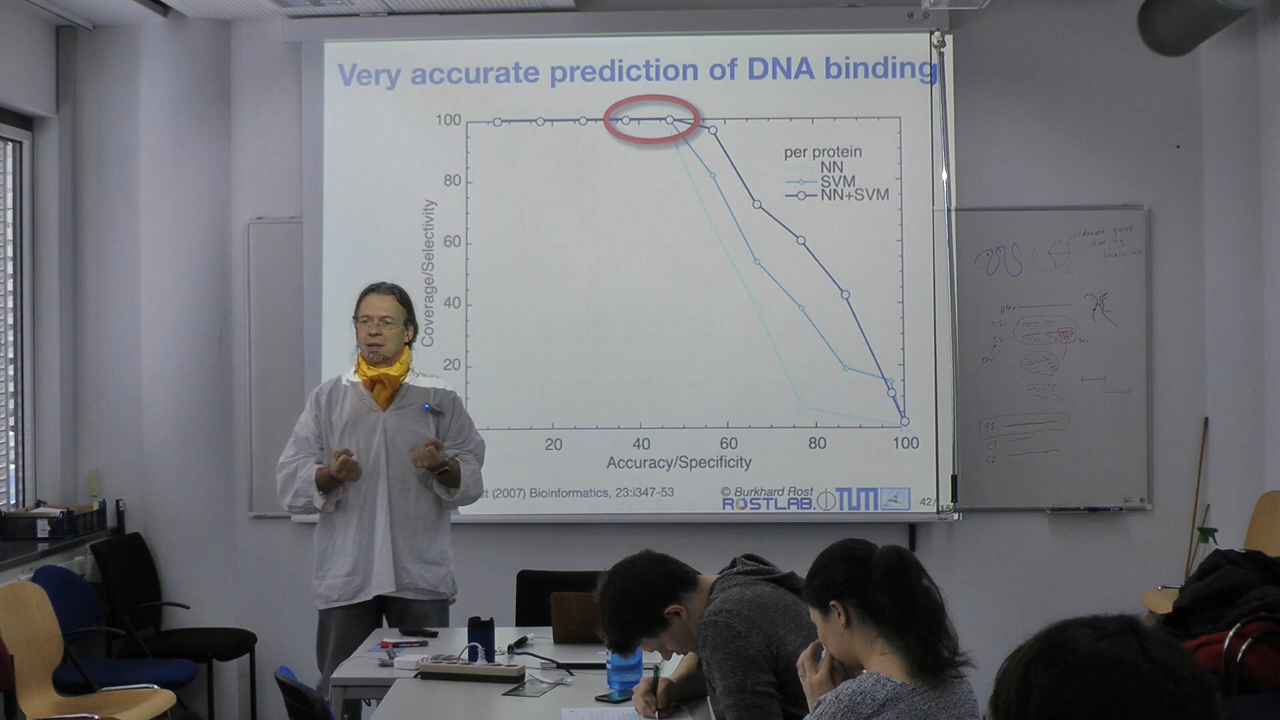 Very accurate prediction of DNA binding
100
80
60
40
20
Coverage/Selectivity
per protein
NN
SVM
NN+SVM
20 40 60 80 100
Accuracy/Specificity
(2007) Bioinformatics, 23:i347-53
© Burkhard Rost
ROSTLAB TUM
42/